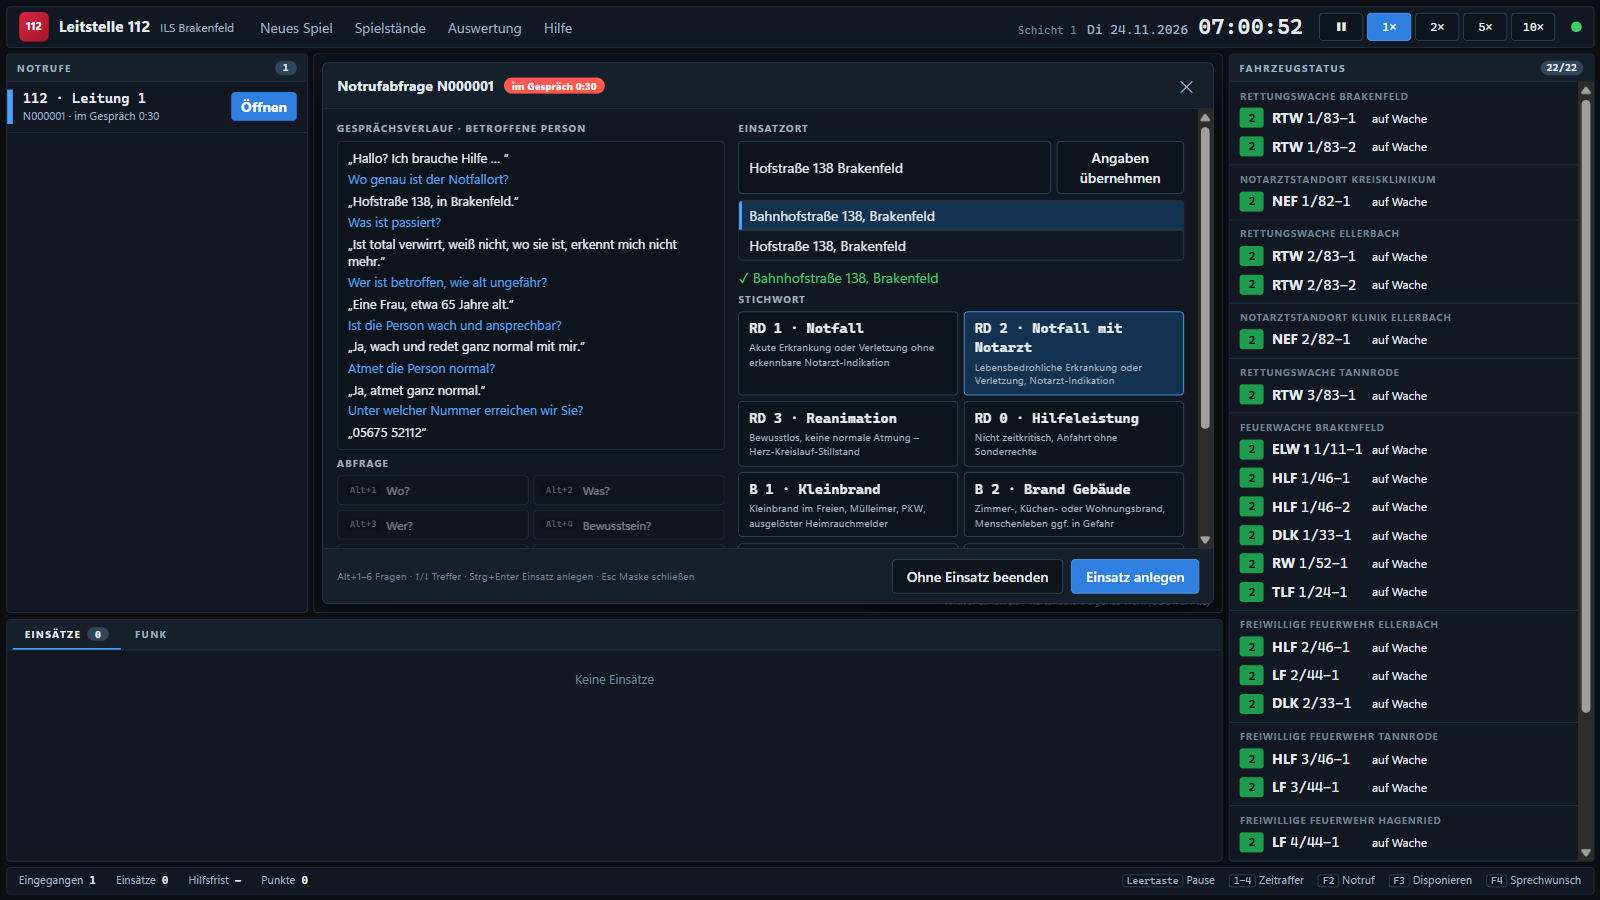 112 Leitstelle 112 ILS Brakenfeld Neues Spiel Spielstände Auswertung Hilfe Schicht 1 Di 24.11.2026 07:00:52 1× 2× 5× 10×
NOTRUFE 1
112 · Leitung 1
N000001 · im Gespräch 0:30
Öffnen
Notrufabfrage N000001 im Gespräch 0:30
GESPRÄCHSVERLAUF · BETROFFENE PERSON
„Hallo? Ich brauche Hilfe ... “
Wo genau ist der Notfallort?
„Hofstraße 138, in Brakenfeld.“
Was ist passiert?
„Ist total verwirrt, weiß nicht, wo sie ist, erkennt mich nicht
mehr.“
Wer ist betroffen, wie alt ungefähr?
„Eine Frau, etwa 65 Jahre alt.“
Ist die Person wach und ansprechbar?
„Ja, wach und redet ganz normal mit mir.“
Atmet die Person normal?
„Ja, atmet ganz normal.“
Unter welcher Nummer erreichen wir Sie?
„05675 52112“
ABFRAGE
Alt+1 Wo?
Alt+2 Was?
Alt+3 Wer?
Alt+4 Bewusstsein?
EINSATZORT
Hofstraße 138 Brakenfeld
Angaben
übernehmen
Bahnhofstraße 138, Brakenfeld
Hofstraße 138, Brakenfeld
✓ Bahnhofstraße 138, Brakenfeld
STICHWORT
RD 1 · Notfall
Akute Erkrankung oder Verletzung ohne
erkennbare Notarzt-Indikation
RD 2 · Notfall mit
Notarzt
Lebensbedrohliche Erkrankung oder
Verletzung, Notarzt-Indikation
RD 3 · Reanimation
Bewusstlos, keine normale Atmung –
Herz-Kreislauf-Stillstand
RD 0 · Hilfeleistung
Nicht zeitkritisch, Anfahrt ohne
Sonderrechte
B 1 · Kleinbrand
Kleinbrand im Freien, Mülleimer, PKW,
ausgelöster Heimrauchmelder
B 2 · Brand Gebäude
Zimmer-, Küchen- oder Wohnungsbrand,
Menschenleben ggf. in Gefahr
Alt+1–6 Fragen · ↑/↓ Treffer · Strg+Enter Einsatz anlegen · Esc Maske schließen
Ohne Einsatz beenden
Einsatz anlegen
EINSÄTZE 0 FUNK
Keine Einsätze
FAHRZEUGSTATUS 22/22
RETTUNGSWACHE BRAKENFELD
2 RTW 1/83–1 auf Wache
2 RTW 1/83–2 auf Wache
NOTARZTSTANDORT KREISKLINIKUM
2 NEF 1/82–1 auf Wache
RETTUNGSWACHE ELLERBACH
2 RTW 2/83–1 auf Wache
2 RTW 2/83–2 auf Wache
NOTARZTSTANDORT KLINIK ELLERBACH
2 NEF 2/82–1 auf Wache
RETTUNGSWACHE TANNRODE
2 RTW 3/83–1 auf Wache
FEUERWACHE BRAKENFELD
2 ELW 1 1/11–1 auf Wache
2 HLF 1/46–1 auf Wache
2 HLF 1/46–2 auf Wache
2 DLK 1/33–1 auf Wache
2 RW 1/52–1 auf Wache
2 TLF 1/24–1 auf Wache
FREIWILLIGE FEUERWEHR ELLERBACH
2 HLF 2/46–1 auf Wache
2 LF 2/44–1 auf Wache
2 DLK 2/33–1 auf Wache
FREIWILLIGE FEUERWEHR TANNRODE
2 HLF 3/46–1 auf Wache
2 LF 3/44–1 auf Wache
FREIWILLIGE FEUERWEHR HAGENRIED
2 LF 4/44–1 auf Wache
Eingegangen 1 Einsätze 0 Hilfsfrist – Punkte 0
Leertaste Pause 1–4 Zeitraffer F2 Notruf F3 Disponieren F4 Sprechwunsch